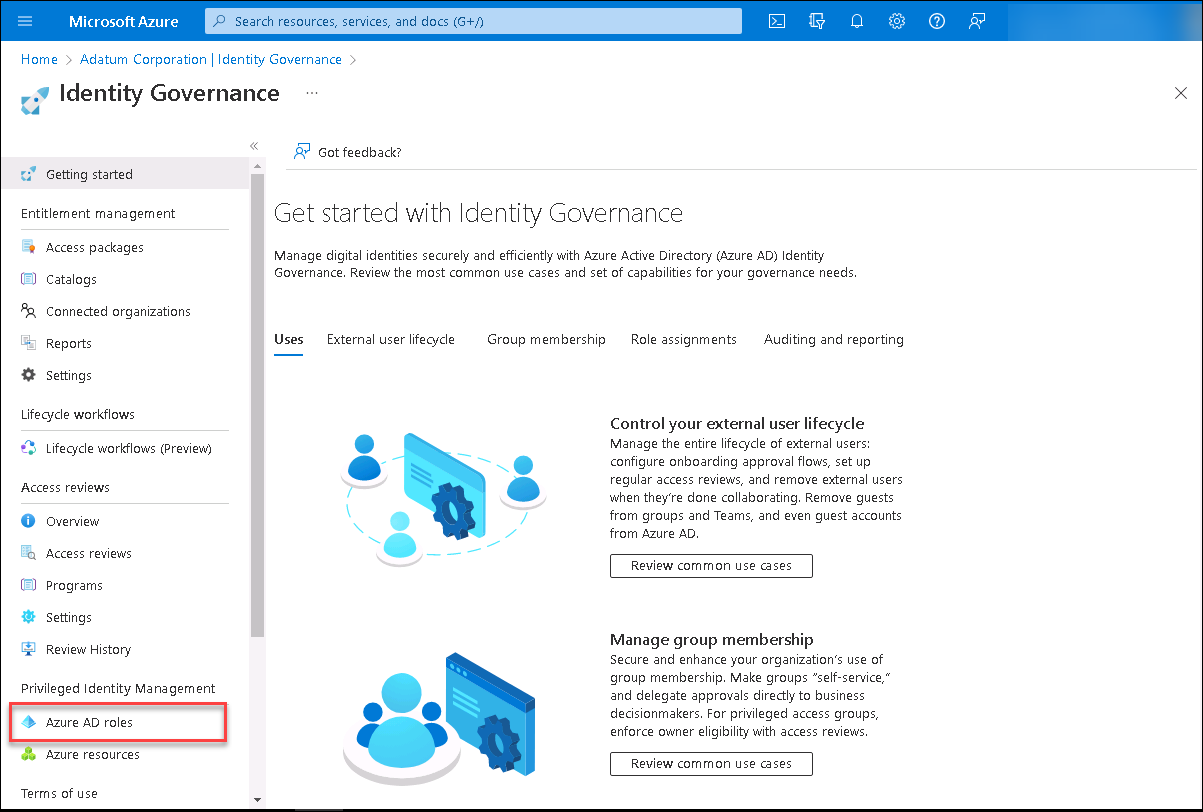 Microsoft Azure
Search resources, services, and docs (G+/)
Home > Adatum Corporation | Identity Governance >
Identity Governance ...
Got feedback?
Getting started
Entitlement management
Access packages
Catalogs
Connected organizations
Reports
Settings
Lifecycle workflows
Lifecycle workflows (Preview)
Access reviews
Overview
Access reviews
Programs
Settings
Review History
Privileged Identity Management
Azure AD roles
Azure resources
Terms of use
Get started with Identity Governance
Manage digital identities securely and efficiently with Azure Active Directory (Azure AD) Identity
Governance. Review the most common use cases and set of capabilities for your governance needs.
Uses External user lifecycle Group membership Role assignments Auditing and reporting
Control your external user lifecycle
Manage the entire lifecycle of external users:
configure onboarding approval flows, set up
regular access reviews, and remove external users
when they're done collaborating. Remove guests
from groups and Teams, and even guest accounts
from Azure AD.
Review common use cases
Manage group membership
Secure and enhance your organization's use of
group membership. Make groups "self-service,"
and delegate approvals directly to business
decisionmakers. For privileged access groups,
enforce owner eligibility with access reviews.
Review common use cases